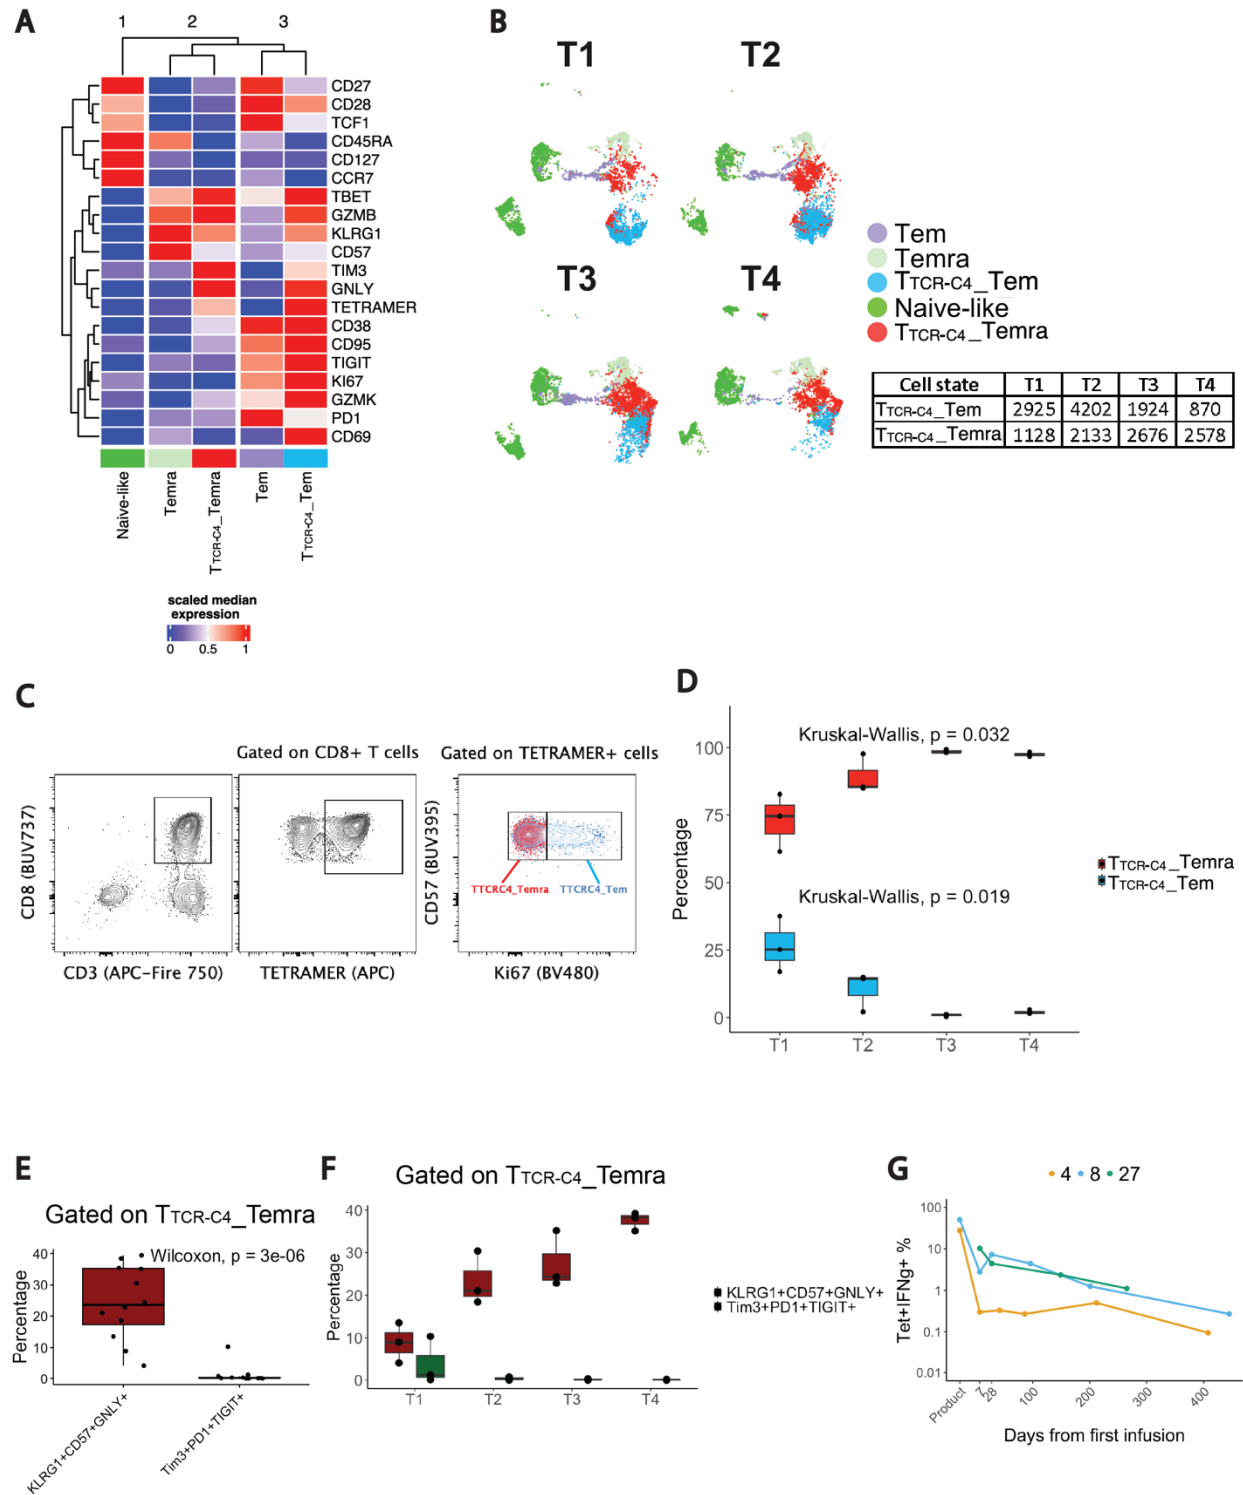 A
1 2 3
CD27
CD28
TCF1
CD45RA
CD127
CCR7
TBET
GZMB
KLRG1
CD57
TIM3
GNLY
TETRAMER
CD38
CD95
TIGIT
KI67
GZMK
PD1
CD69
Naive-like
Temra
TTCR-C4_Temra
Tem
TTCR-C4_Tem
scaled median
expression
0 0.5 1
B
T1 T2
T3 T4
Tem
Temra
TTCR-C4_Tem
Naive-like
TTCR-C4_Temra
Cell state T1 T2 T3 T4
TTCR-C4_Tem 2925 4202 1924 870
TTCR-C4_Temra 1128 2133 2676 2578
C
Gated on CD8+ T cells
Gated on TETRAMER+ cells
CD8 (BUV737)
CD3 (APC-Fire 750)
TETRAMER (APC)
CD57 (BUV395)
TTCRC4_Temra
TTCRC4_Tem
Ki67 (BV480)
D
Kruskal-Wallis, p = 0.032
Kruskal-Wallis, p = 0.019
Percentage
100
75
50
25
0
T1 T2 T3 T4
TTCR-C4_Temra
TTCR-C4_Tem
E
Gated on TTCR-C4_Temra
Wilcoxon, p = 3e-06
Percentage
40
30
20
10
0
KLRG1+CD57+GNLY+
Tim3+PD1+TIGIT+
F
Gated on TTCR-C4_Temra
Percentage
40
30
20
10
0
T1 T2 T3 T4
KLRG1+CD57+GNLY+
Tim3+PD1+TIGIT+
G
4 8 27
Tet+IFNg+ %
100
10
1
0.1
0.01
Product 7 28 100 200 300 400
Days from first infusion